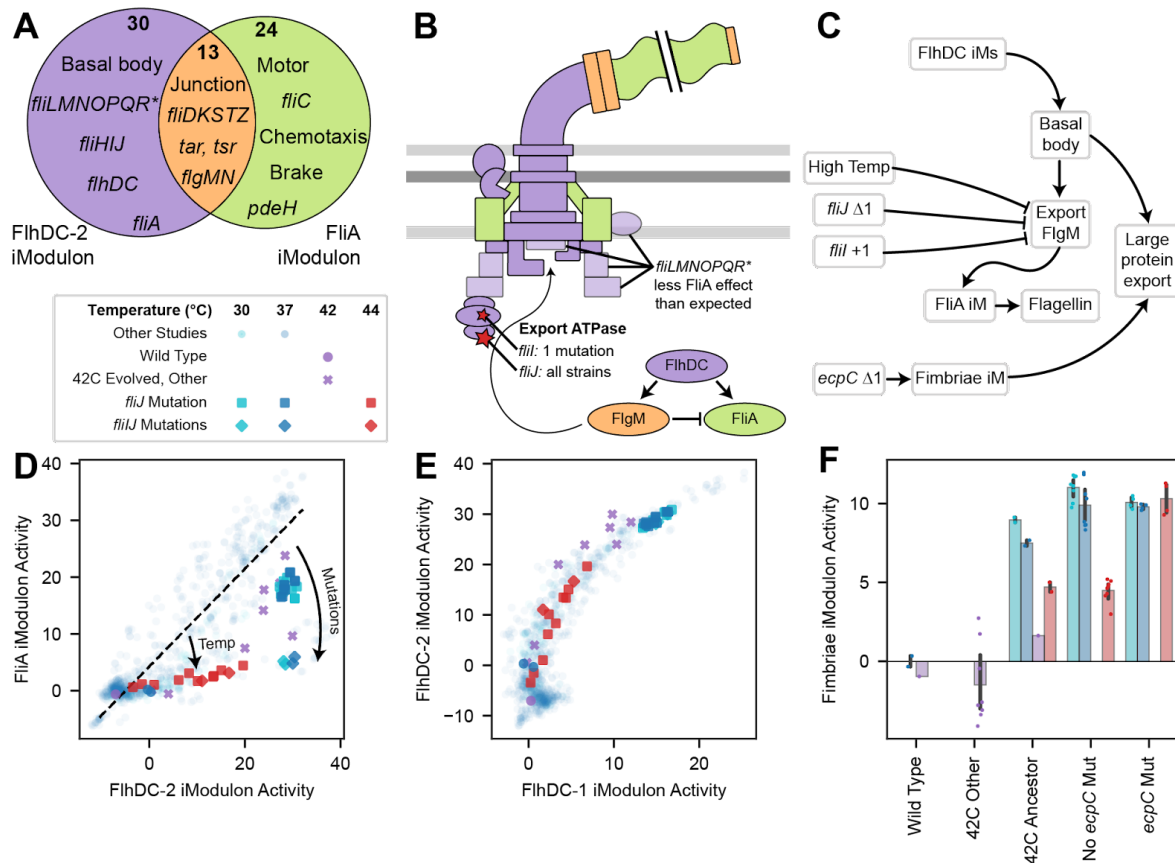 A
30
24
13
Basal body
fliLMNOPQR*
fliHIJ
flhDC
fliA
Junction
fliDKSTZ
tar, tsr
flgMN
Motor
fliC
Chemotaxis
Brake
pdeH
FlhDC-2
iModulon
FliA
iModulon
Temperature (°C) 30 37 42 44
Other Studies
Wild Type
42C Evolved, Other
fliJ Mutation
fliIJ Mutations
B
fliLMNOPQR*
less FliA effect
than expected
Export ATPase
fliI: 1 mutation
fliJ: all strains
FlhDC
FlgM
FliA
C
FlhDC iMs
Basal
body
High Temp
fliJ Δ1
fliI +1
Export
FlgM
Large
protein
export
FliA iM
Flagellin
ecpC Δ1
Fimbriae iM
D
FliA iModulon Activity
40
30
20
10
0
Mutations
Temp
0 20 40
FlhDC-2 iModulon Activity
E
FlhDC-2 iModulon Activity
40
30
20
10
0
−10
0 10 20
FlhDC-1 iModulon Activity
F
Fimbriae iModulon Activity
10
5
0
Wild Type
42C Other
42C Ancestor
No ecpC Mut
ecpC Mut